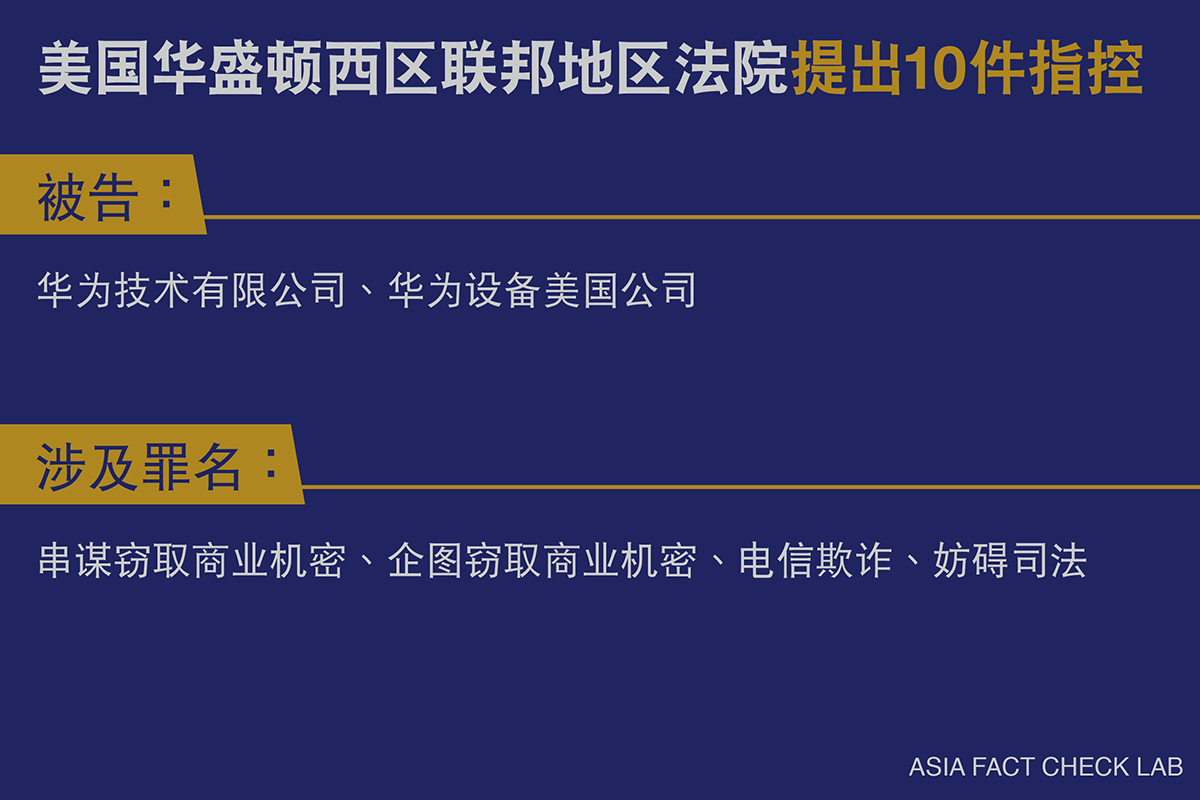 美国华盛顿西区联邦地区法院提出10件指控
被告：
华为技术有限公司、华为设备美国公司
涉及罪名：
串谋窃取商业机密、企图窃取商业机密、电信欺诈、妨碍司法
ASIA FACT CHECK LAB